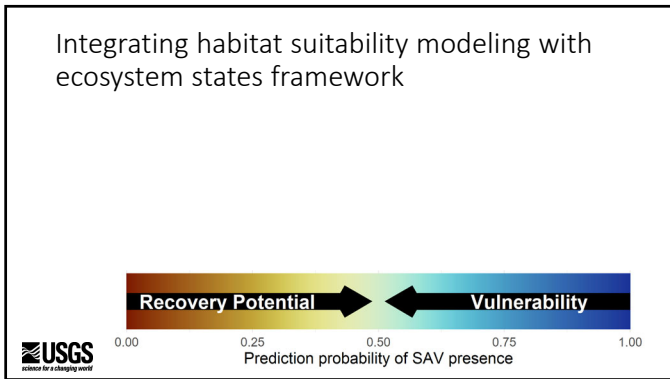 Integrating habitat suitability modeling with
ecosystem states framework
Recovery Potential
Vulnerability
0.00 0.25 0.50 0.75 1.00
Prediction probability of SAV presence
USGS
science for a changing world